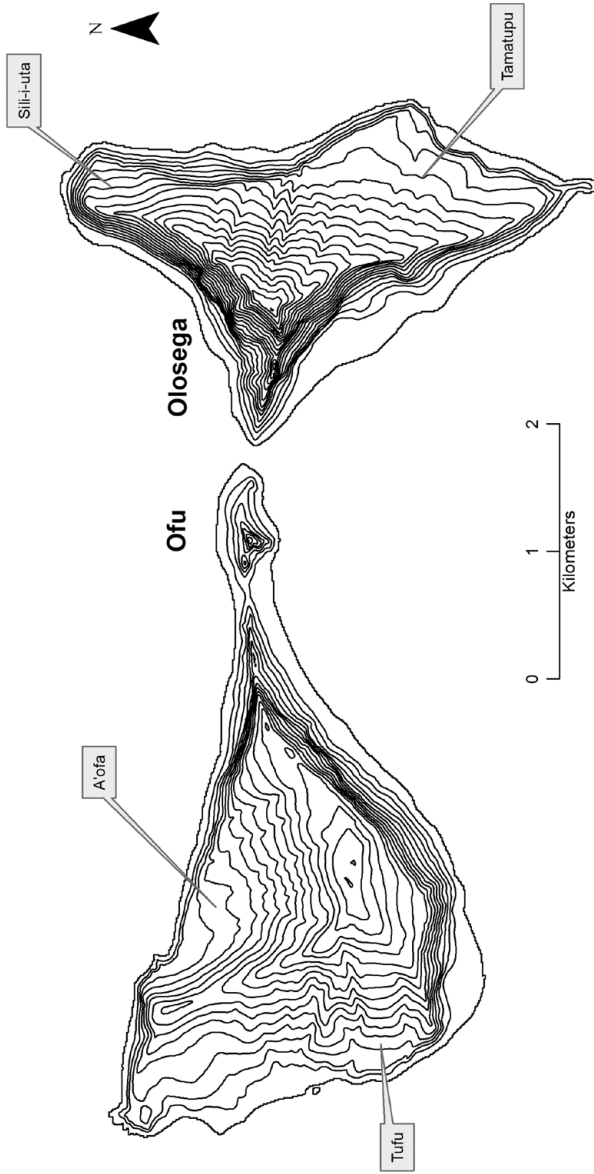 N
Sili-i-uta
Tamatupu
Olosega
Ofu
A'ofa
Tufu
0 1 2
Kilometers